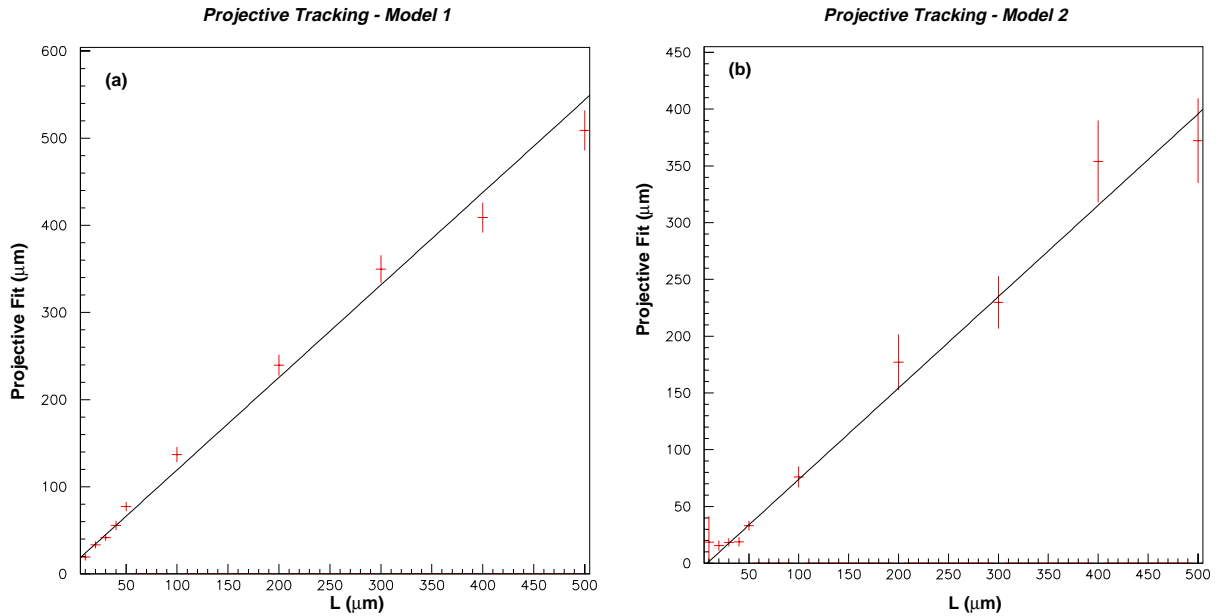 Projective Tracking - Model 1
(a)
Projective Fit (μm)
600
500
400
300
200
100
0
50 100 150 200 250 300 350 400 450 500
L (μm)
Projective Tracking - Model 2
(b)
Projective Fit (μm)
450
400
350
300
250
200
150
100
50
0
50 100 150 200 250 300 350 400 450 500
L (μm)